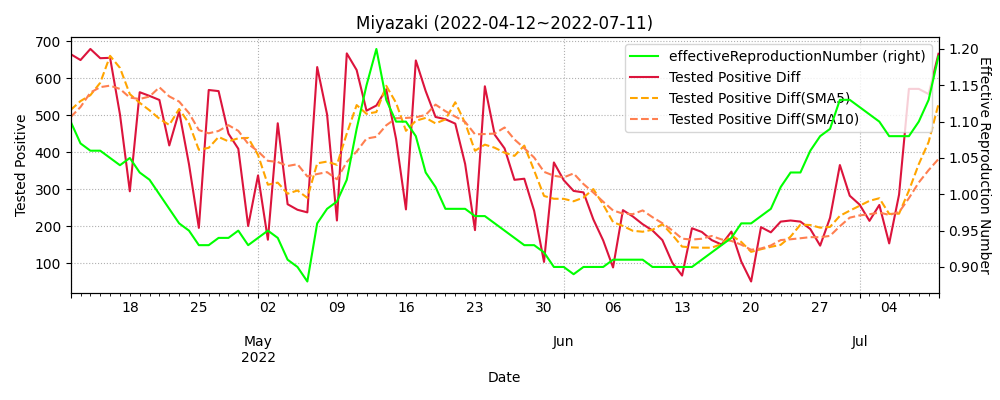 Miyazaki (2022-04-12~2022-07-11)
700
600
500
400
300
200
100
Tested Positive
effectiveReproductionNumber (right)
Tested Positive Diff
Tested Positive Diff(SMA5)
Tested Positive Diff(SMA10)
1.20
1.15
1.10
1.05
1.00
0.95
0.90
Effective Reproduction Number
18 25 02 09 16 23 30 06 13 20 27 04
May Jun Jul
2022
Date